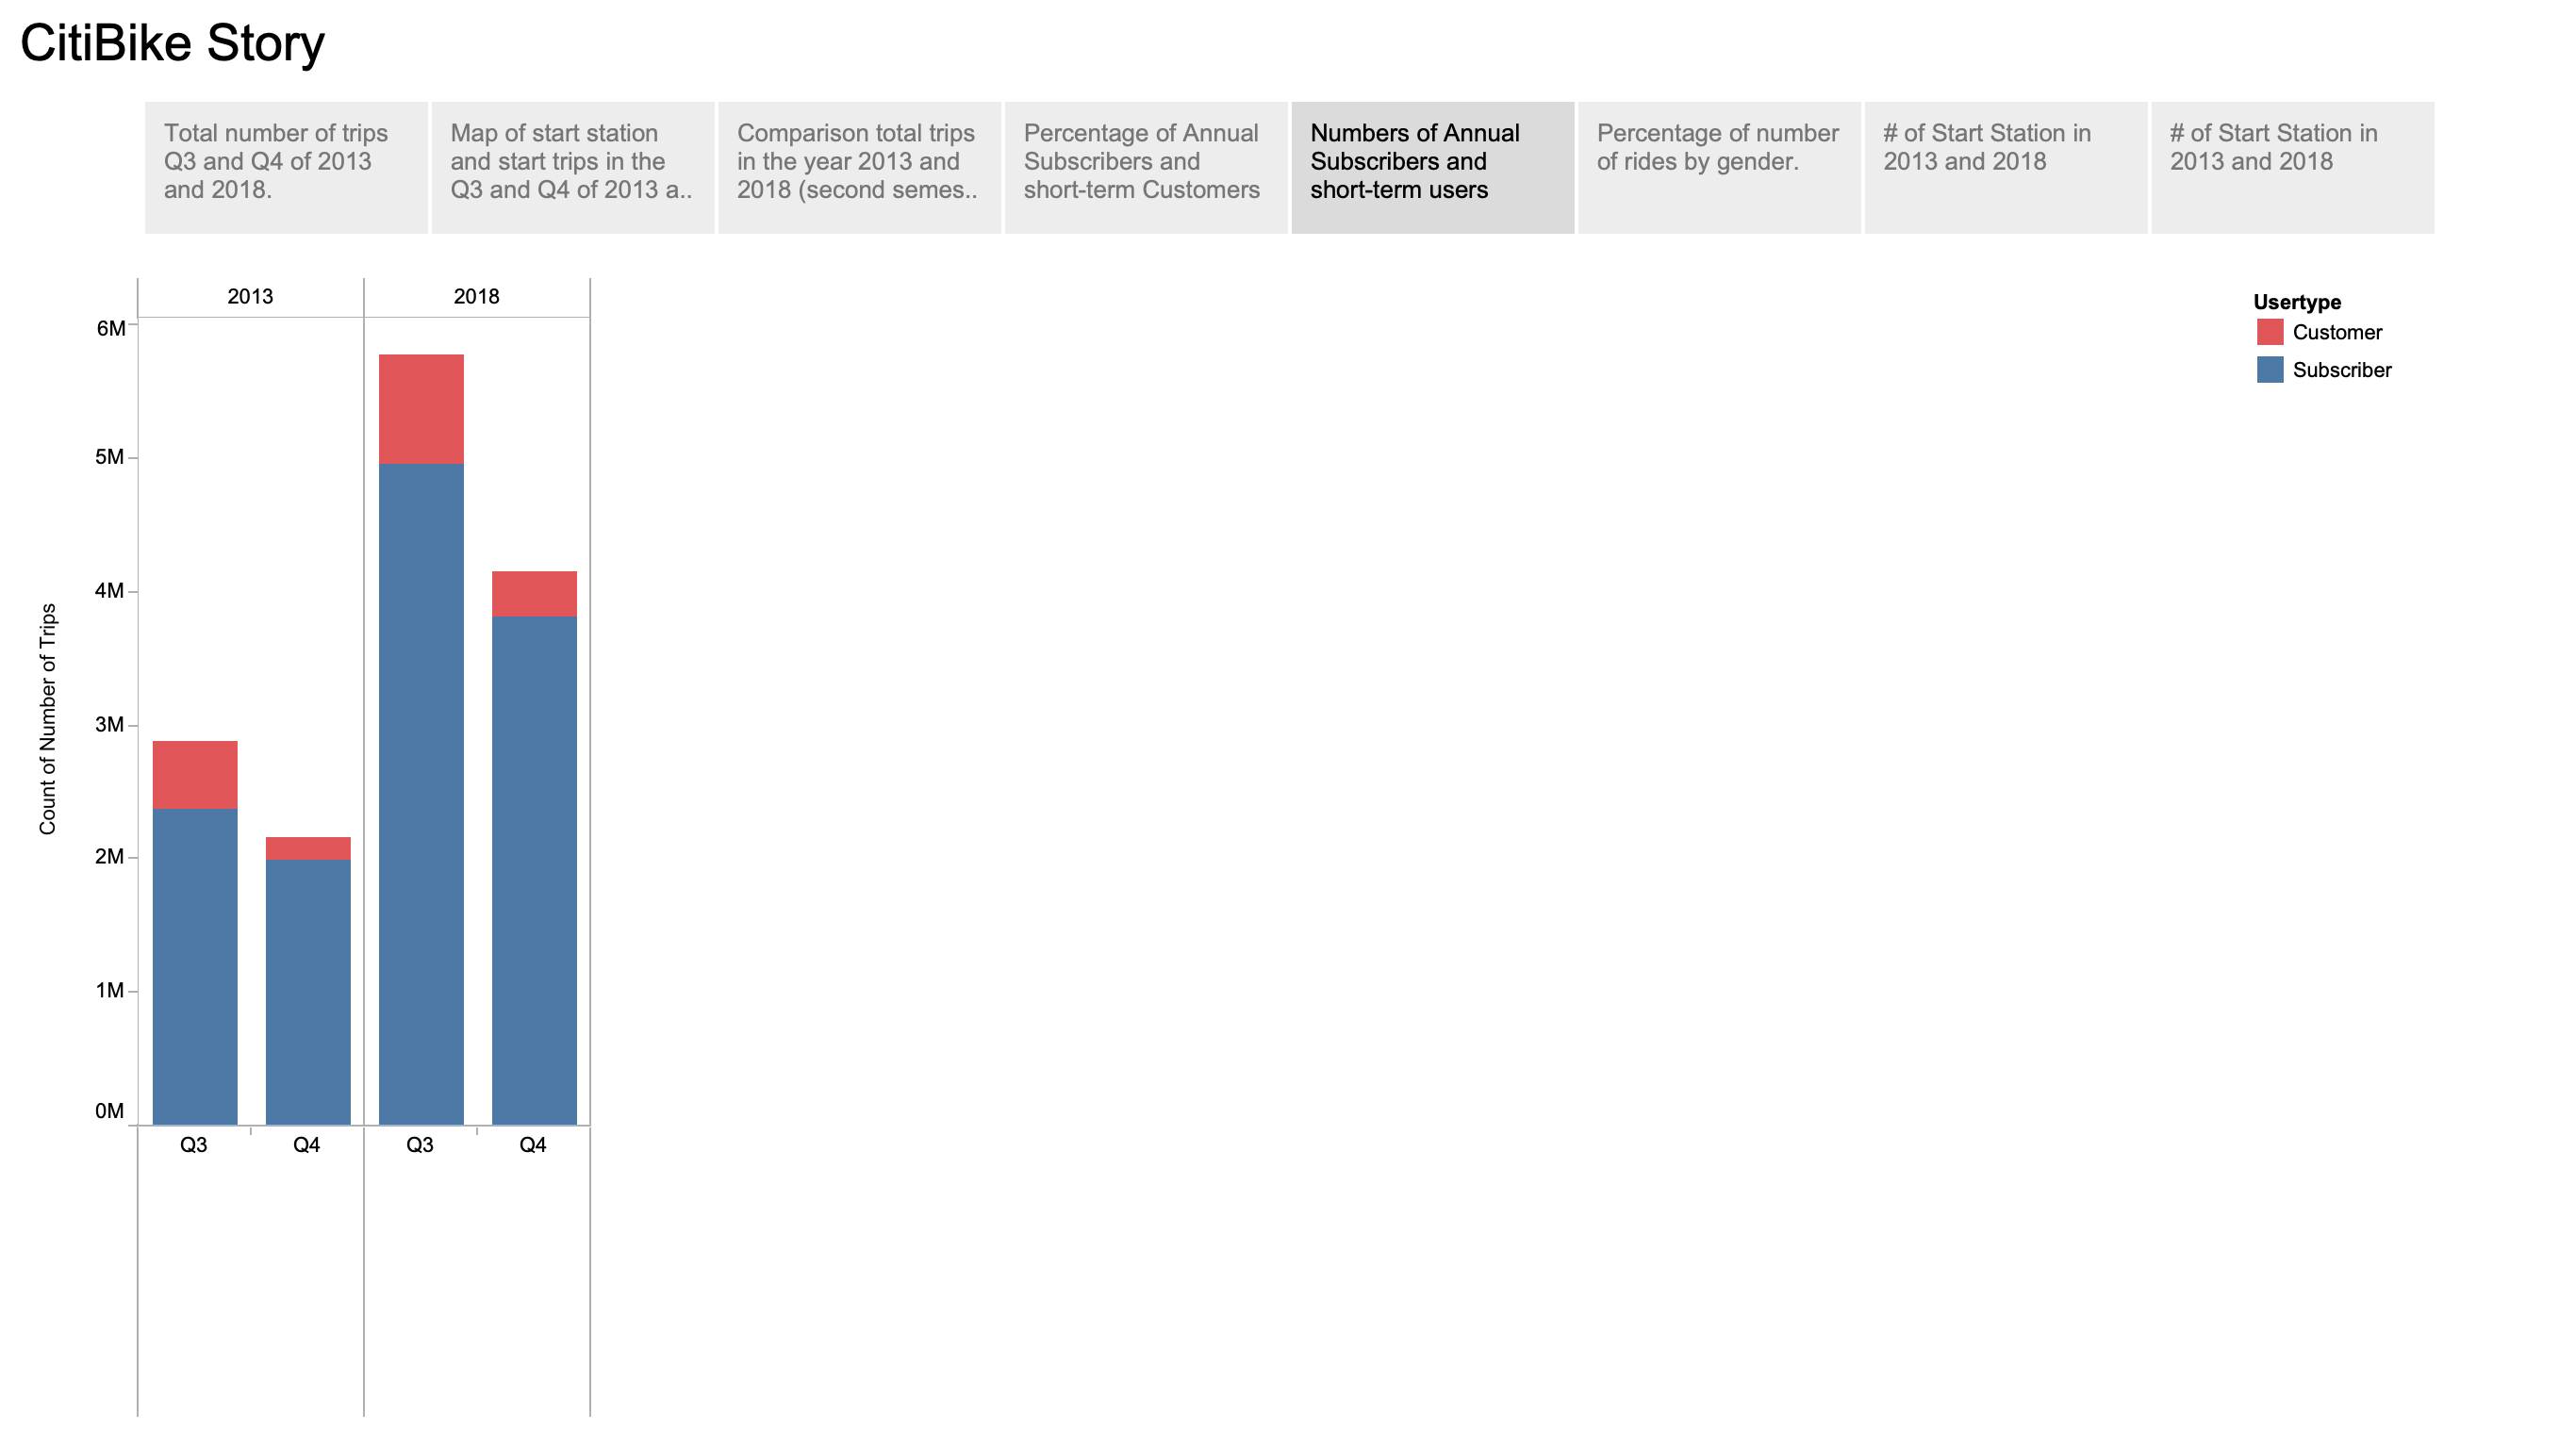 CitiBike Story
Total number of trips
Q3 and Q4 of 2013
and 2018.
Map of start station
and start trips in the
Q3 and Q4 of 2013 a..
Comparison total trips
in the year 2013 and
2018 (second semes..
Percentage of Annual
Subscribers and
short-term Customers
Numbers of Annual
Subscribers and
short-term users
Percentage of number
of rides by gender.
# of Start Station in
2013 and 2018
# of Start Station in
2013 and 2018
2013
2018
6M
5M
4M
3M
2M
1M
0M
Count of Number of Trips
Q3
Q4
Q3
Q4
Usertype
Customer
Subscriber